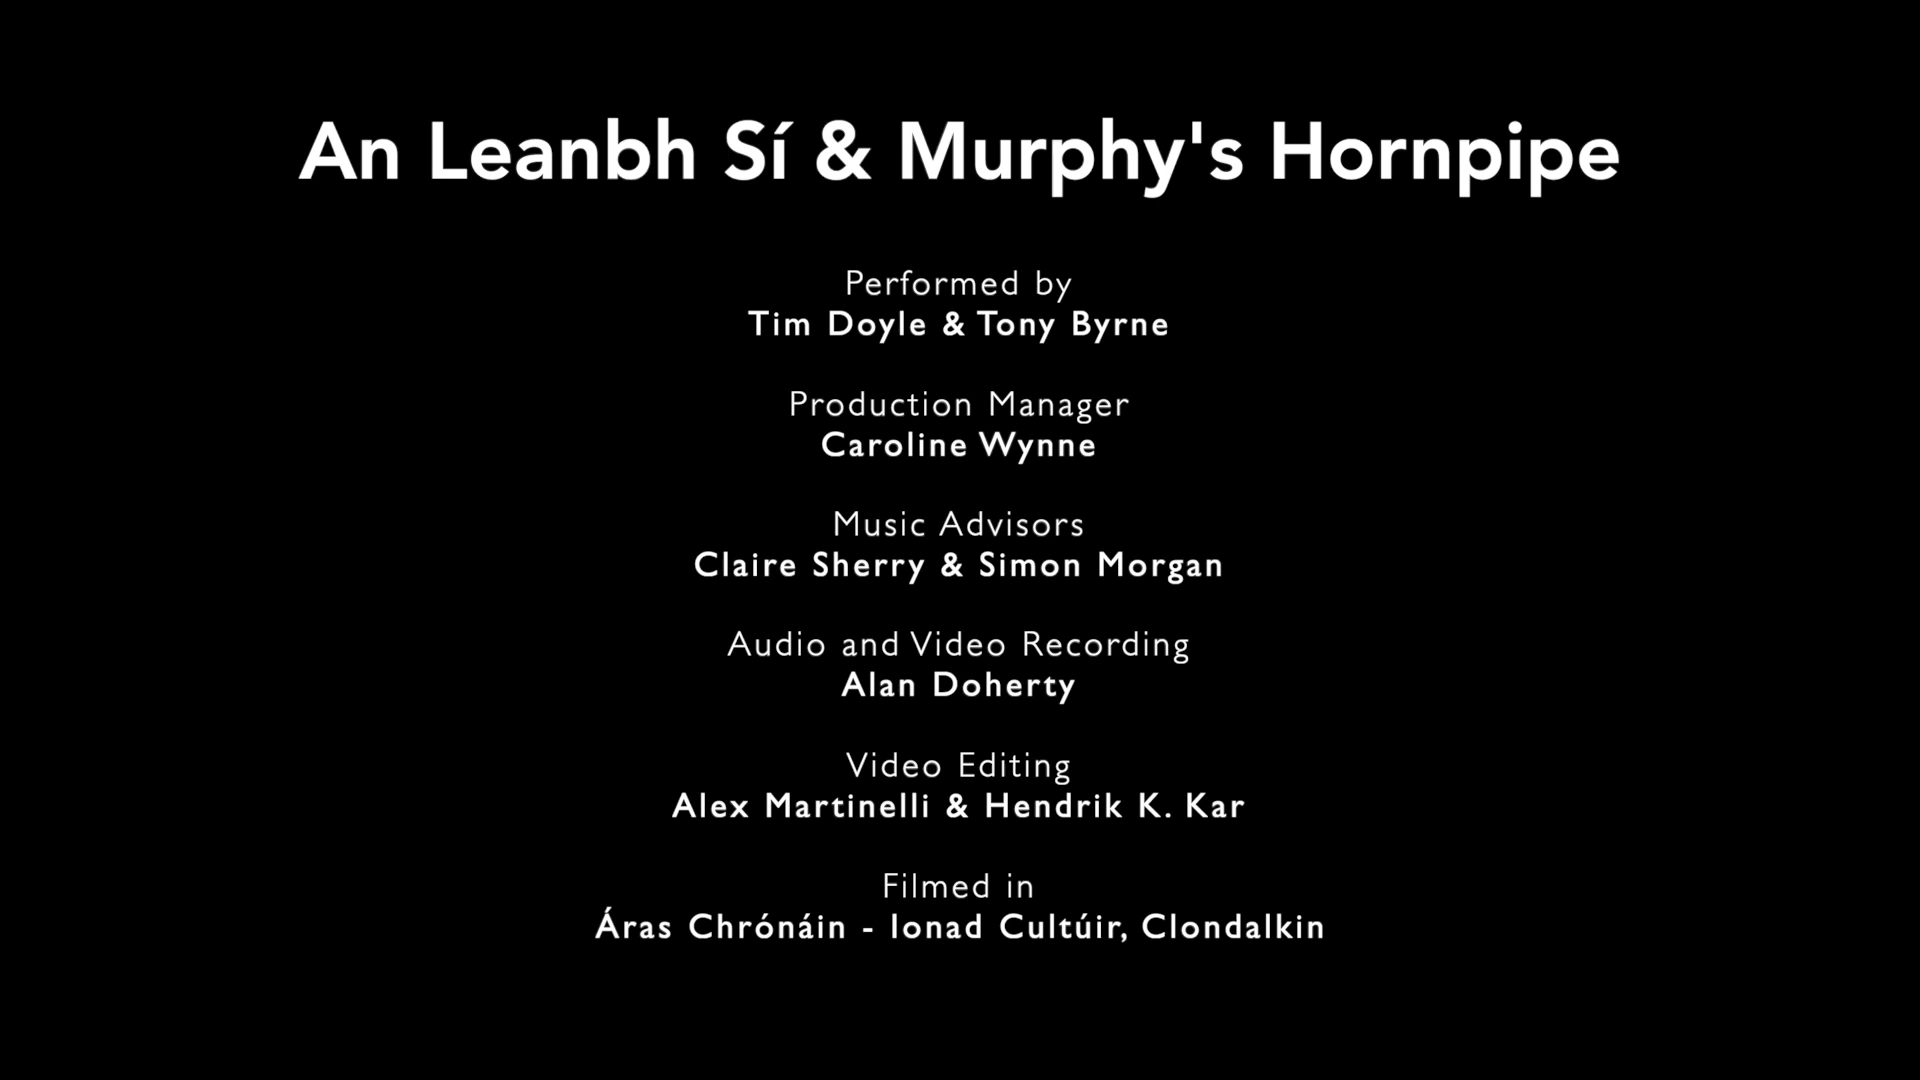 An Leanbh Sí & Murphy's Hornpipe
Performed by
Tim Doyle & Tony Byrne
Production Manager
Caroline Wynne
Music Advisors
Claire Sherry & Simon Morgan
Audio and Video Recording
Alan Doherty
Video Editing
Alex Martinelli & Hendrik K. Kar
Filmed in
Áras Chrónáin - Ionad Cultúir, Clondalkin